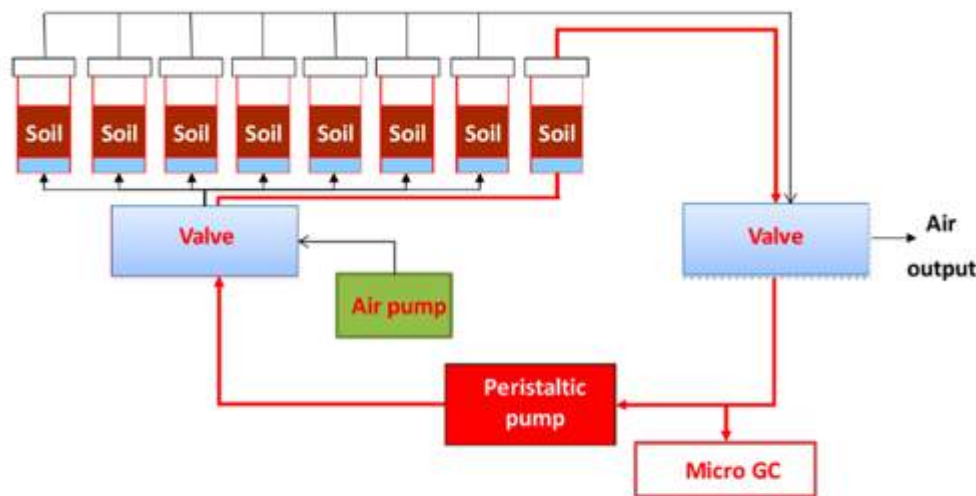 Soil Soil Soil Soil Soil Soil Soil Soil
Valve
Valve
Air
output
Air pump
Peristaltic
pump
Micro GC